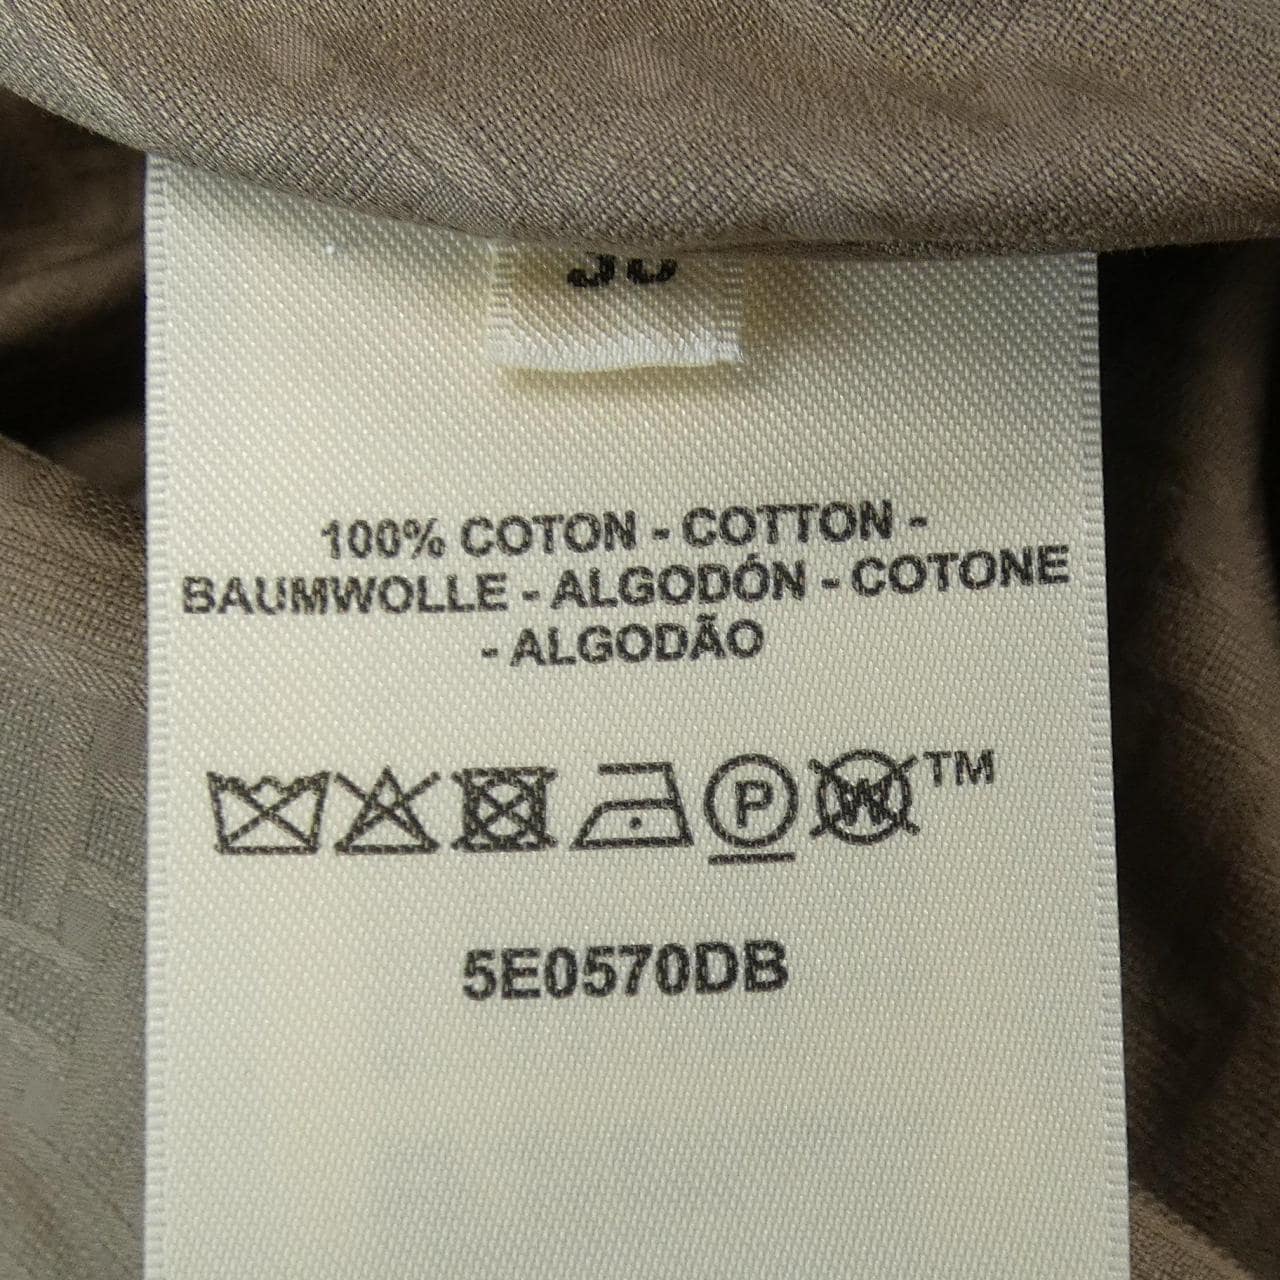 100% COTON - COTTON -
BAUMWOLLE - ALGODÓN - COTONE
- ALGODÃO
P W TM
5E0570DB